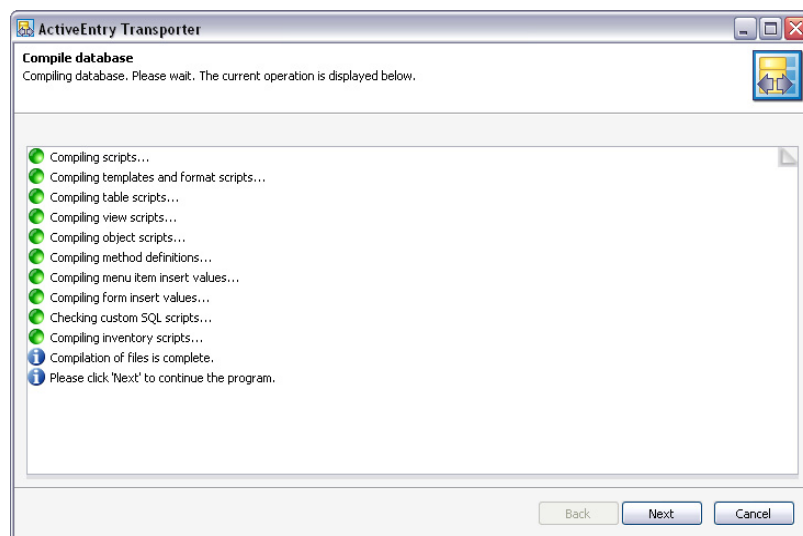 ActiveEntry Transporter
Compile database
Compiling database. Please wait. The current operation is displayed below.
Compiling scripts...
Compiling templates and format scripts...
Compiling table scripts...
Compiling view scripts...
Compiling object scripts...
Compiling method definitions...
Compiling menu item insert values...
Compiling form insert values...
Checking custom SQL scripts...
Compiling inventory scripts...
Compilation of files is complete.
Please click 'Next' to continue the program.
Back Next Cancel